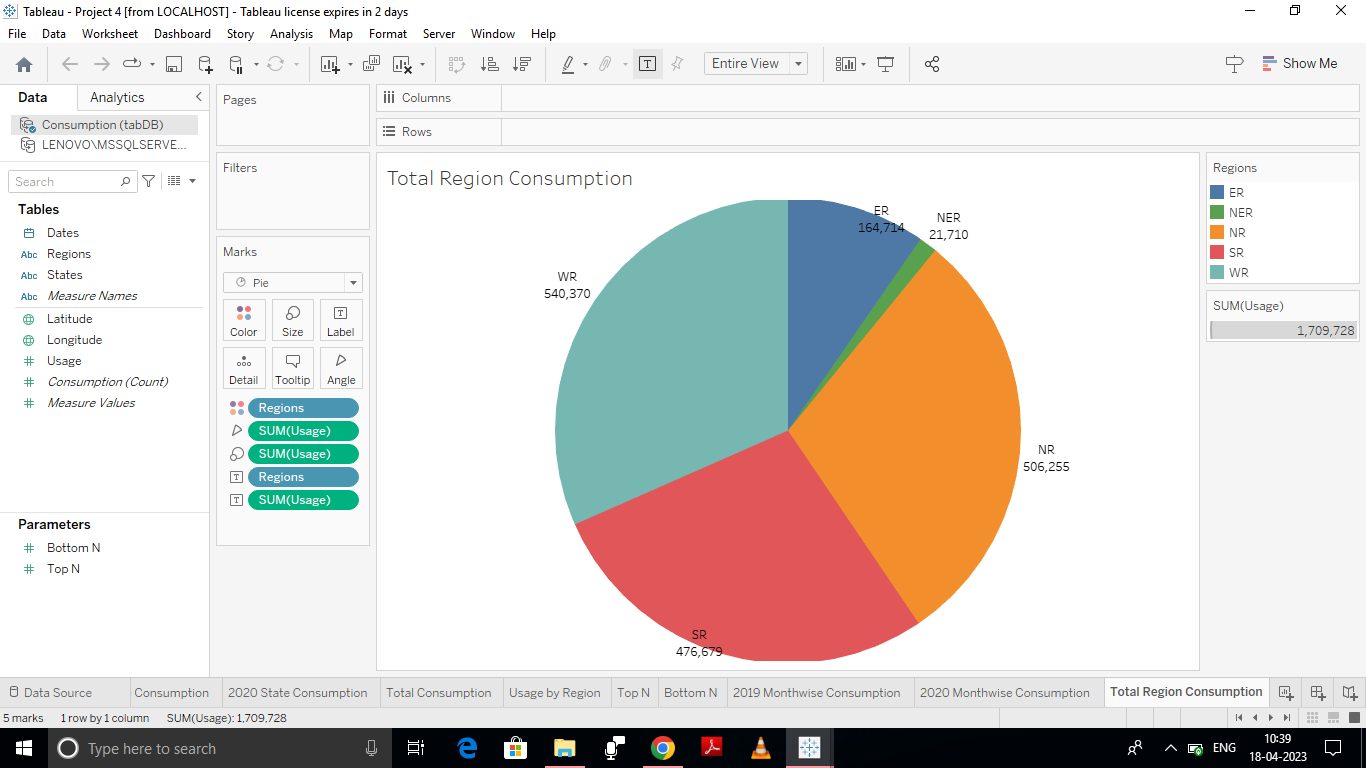 Tableau - Project 4 [from LOCALHOST] - Tableau license expires in 2 days
File Data Worksheet Dashboard Story Analysis Map Format Server Window Help
Entire View
Show Me
Data Analytics
Consumption (tabDB)
LENOVO\MSSQLSERVE...
Search
Tables
Dates
Abc Regions
Abc States
Abc Measure Names
Latitude
Longitude
Usage
Consumption (Count)
Measure Values
Parameters
Bottom N
Top N
Pages
Filters
Marks
Pie
Color Size Label
Detail Tooltip Angle
Regions
SUM(Usage)
SUM(Usage)
Regions
SUM(Usage)
Columns
Rows
Total Region Consumption
ER
164,714
NER
21,710
WR
540,370
NR
506,255
SR
476,679
Regions
ER
NER
NR
SR
WR
SUM(Usage)
1,709,728
Data Source Consumption 2020 State Consumption Total Consumption Usage by Region Top N Bottom N 2019 Monthwise Consumption 2020 Monthwise Consumption Total Region Consumption
5 marks 1 row by 1 column SUM(Usage): 1,709,728
Type here to search
ENG
10:39
18-04-2023